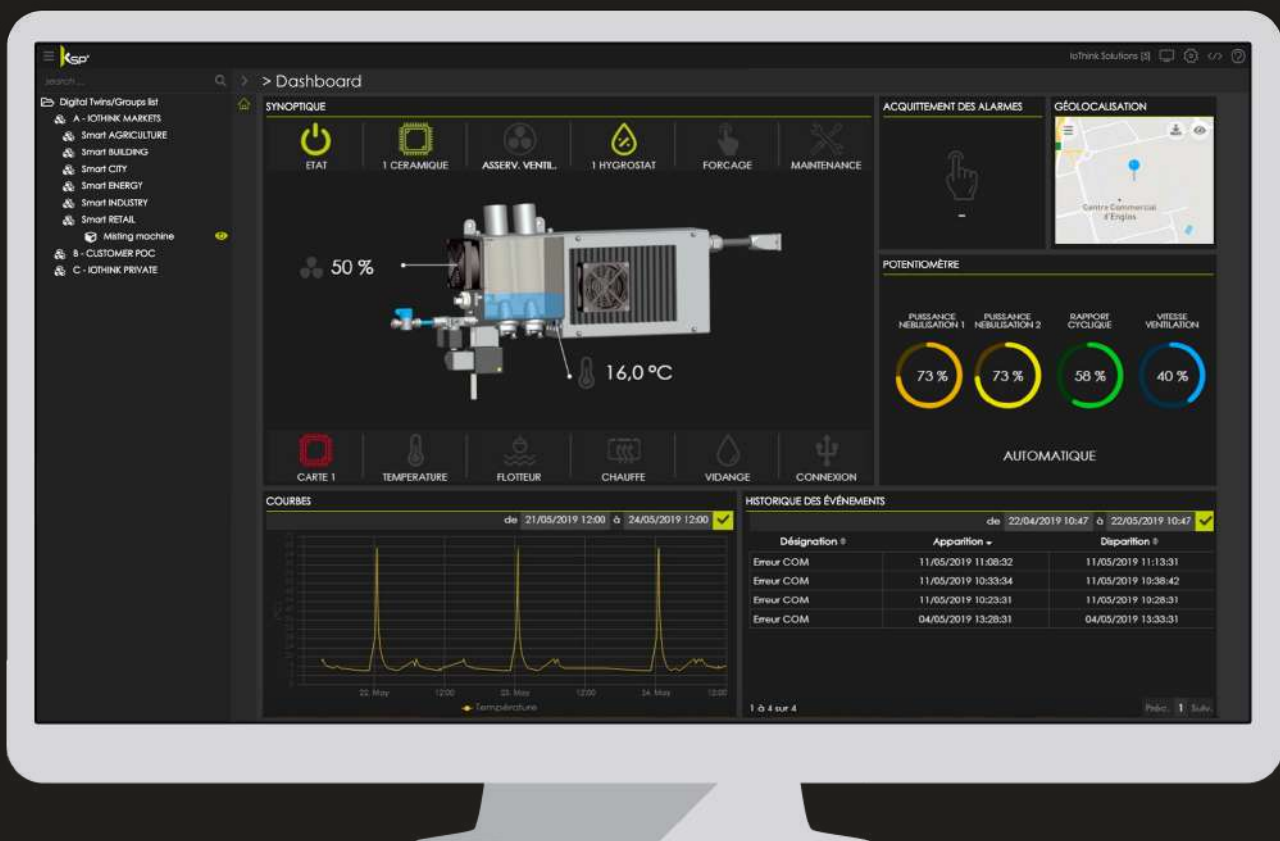 Ksp+
IoThink Solutions [3]
search ...
> Dashboard
Digital Twins/Groups list
A - IOTHINK MARKETS
Smart AGRICULTURE
Smart BUILDING
Smart CITY
Smart ENERGY
Smart INDUSTRY
Smart RETAIL
Misting machine
B - CUSTOMER POC
C - IOTHINK PRIVATE
SYNOPTIQUE
ETAT
1 CERAMIQUE
ASSERV. VENTIL.
1 HYGROSTAT
FORCAGE
MAINTENANCE
50 %
16,0 °C
CARTE 1
TEMPERATURE
FLOTTEUR
CHAUFFE
VIDANGE
CONNEXION
ACQUITTEMENT DES ALARMES
-
GÉOLOCALISATION
Centre Commercial
d'Englos
POTENTIOMÈTRE
PUISSANCE
NEBULISATION 1
PUISSANCE
NEBULISATION 2
RAPPORT
CYCLIQUE
VITESSE
VENTILATION
73 %
73 %
58 %
40 %
AUTOMATIQUE
COURBES
de 21/05/2019 12:00 à 24/05/2019 12:00
22. May 12:00 23. May 12:00 24. May 12:00
Température
HISTORIQUE DES ÉVÉNEMENTS
de 22/04/2019 10:47 à 22/05/2019 10:47
Désignation Apparition Disparition
Erreur COM 11/05/2019 11:08:32 11/05/2019 11:13:31
Erreur COM 11/05/2019 10:33:34 11/05/2019 10:38:42
Erreur COM 11/05/2019 10:23:31 11/05/2019 10:28:31
Erreur COM 04/05/2019 13:28:31 04/05/2019 13:33:31
1 à 4 sur 4
Préc. 1 Suiv.